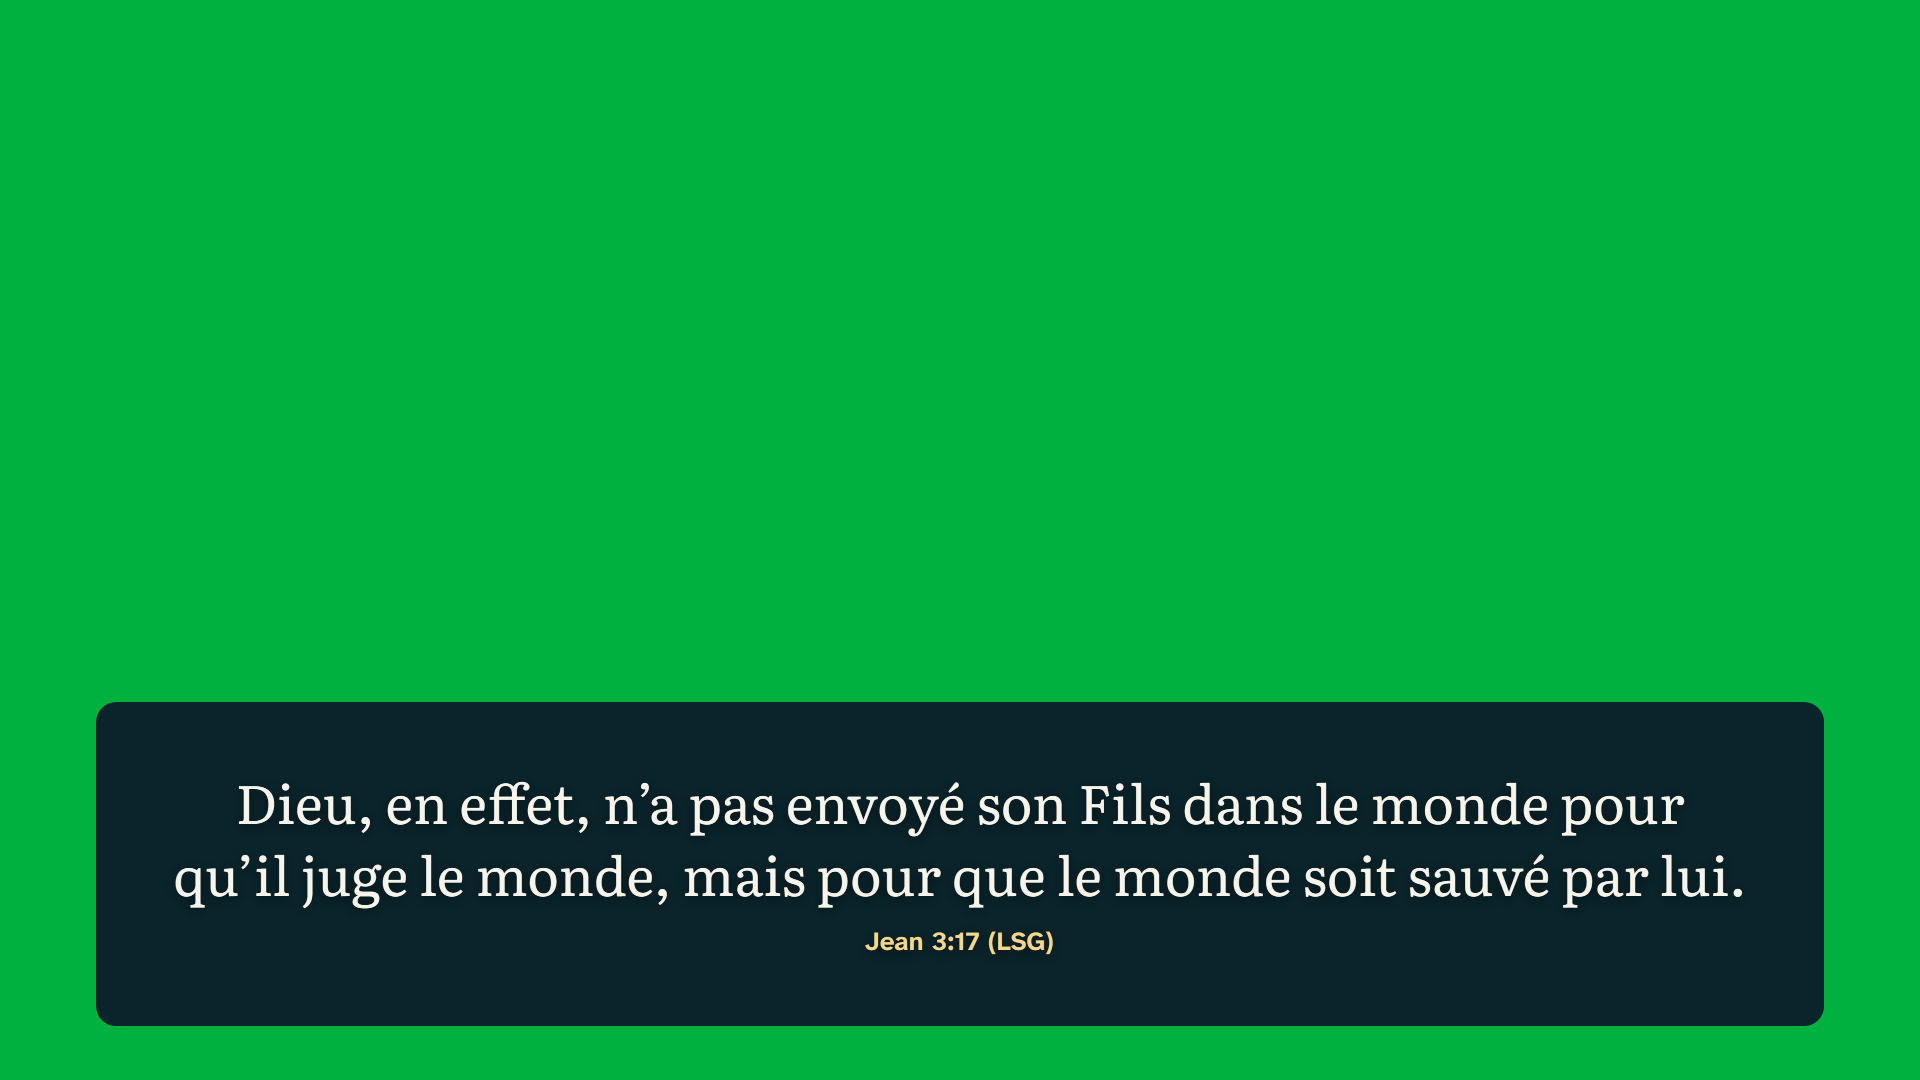 Dieu, en effet, n’a pas envoyé son Fils dans le monde pour
qu’il juge le monde, mais pour que le monde soit sauvé par lui.
Jean 3:17 (LSG)